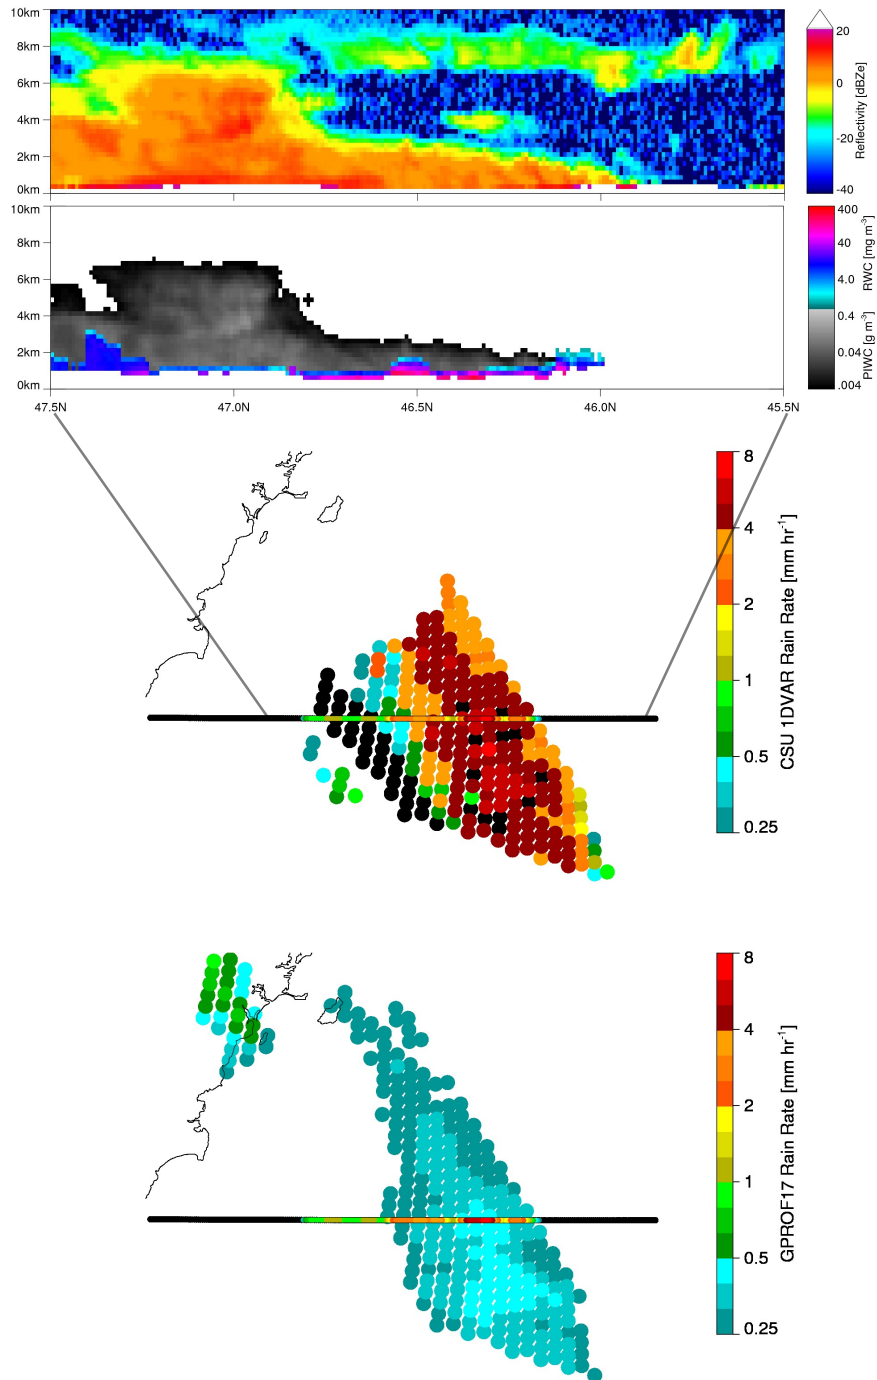 10km
8km
6km
4km
2km
0km
20
0
-20
-40
Reflectivity [dBZe]
10km
8km
6km
4km
2km
0km
47.5N
47.0N
46.5N
46.0N
45.5N
400
40
4.0
0.4
0.04
.004
RWC [mg m-3]
PIWC [g m-3]
8
4
2
1
0.5
0.25
CSU 1DVAR Rain Rate [mm hr-1]
8
4
2
1
0.5
0.25
GPROF17 Rain Rate [mm hr-1]